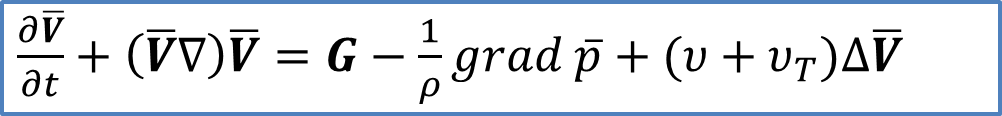 ∂V̅/∂t + (V̅∇)V̅ = G − 1/ρ grad p̄ + (υ + υ_T)ΔV̅